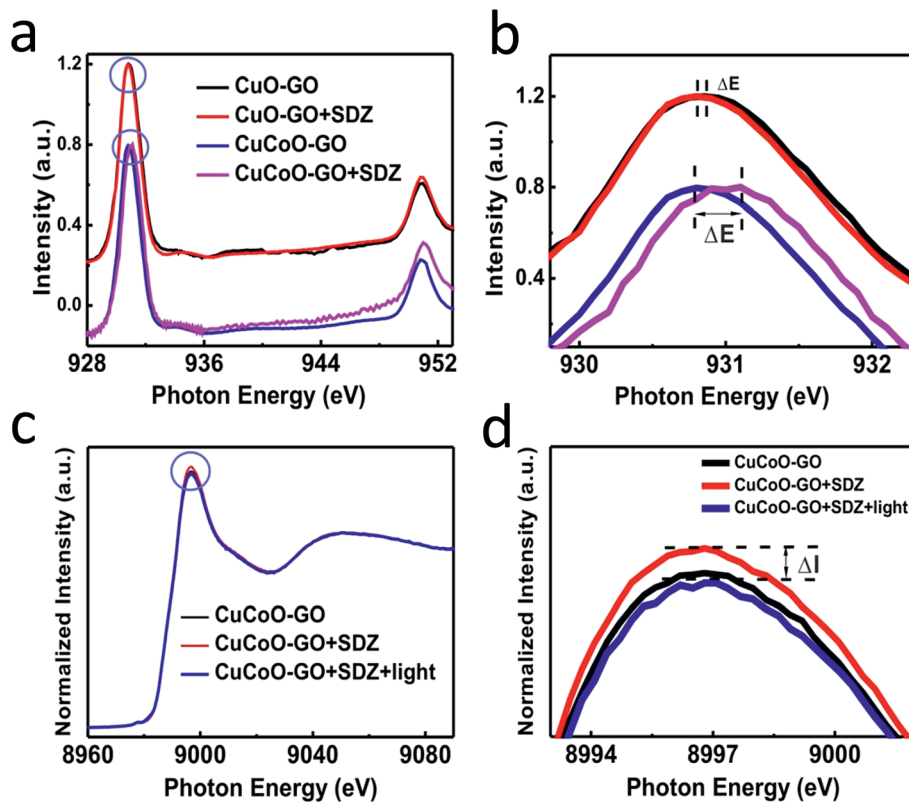 a
Intensity (a.u.)
1.2
0.8
0.4
0.0
CuO-GO
CuO-GO+SDZ
CuCoO-GO
CuCoO-GO+SDZ
928
936
944
952
Photon Energy (eV)
b
1.2
0.8
0.4
ΔE
ΔE
930
931
932
Photon Energy (eV)
c
Normalized Intensity (a.u.)
CuCoO-GO
CuCoO-GO+SDZ
CuCoO-GO+SDZ+light
8960
9000
9040
9080
Photon Energy (eV)
d
Normalized Intensity (a.u.)
CuCoO-GO
CuCoO-GO+SDZ
CuCoO-GO+SDZ+light
ΔI
8994
8997
9000
Photon Energy (eV)